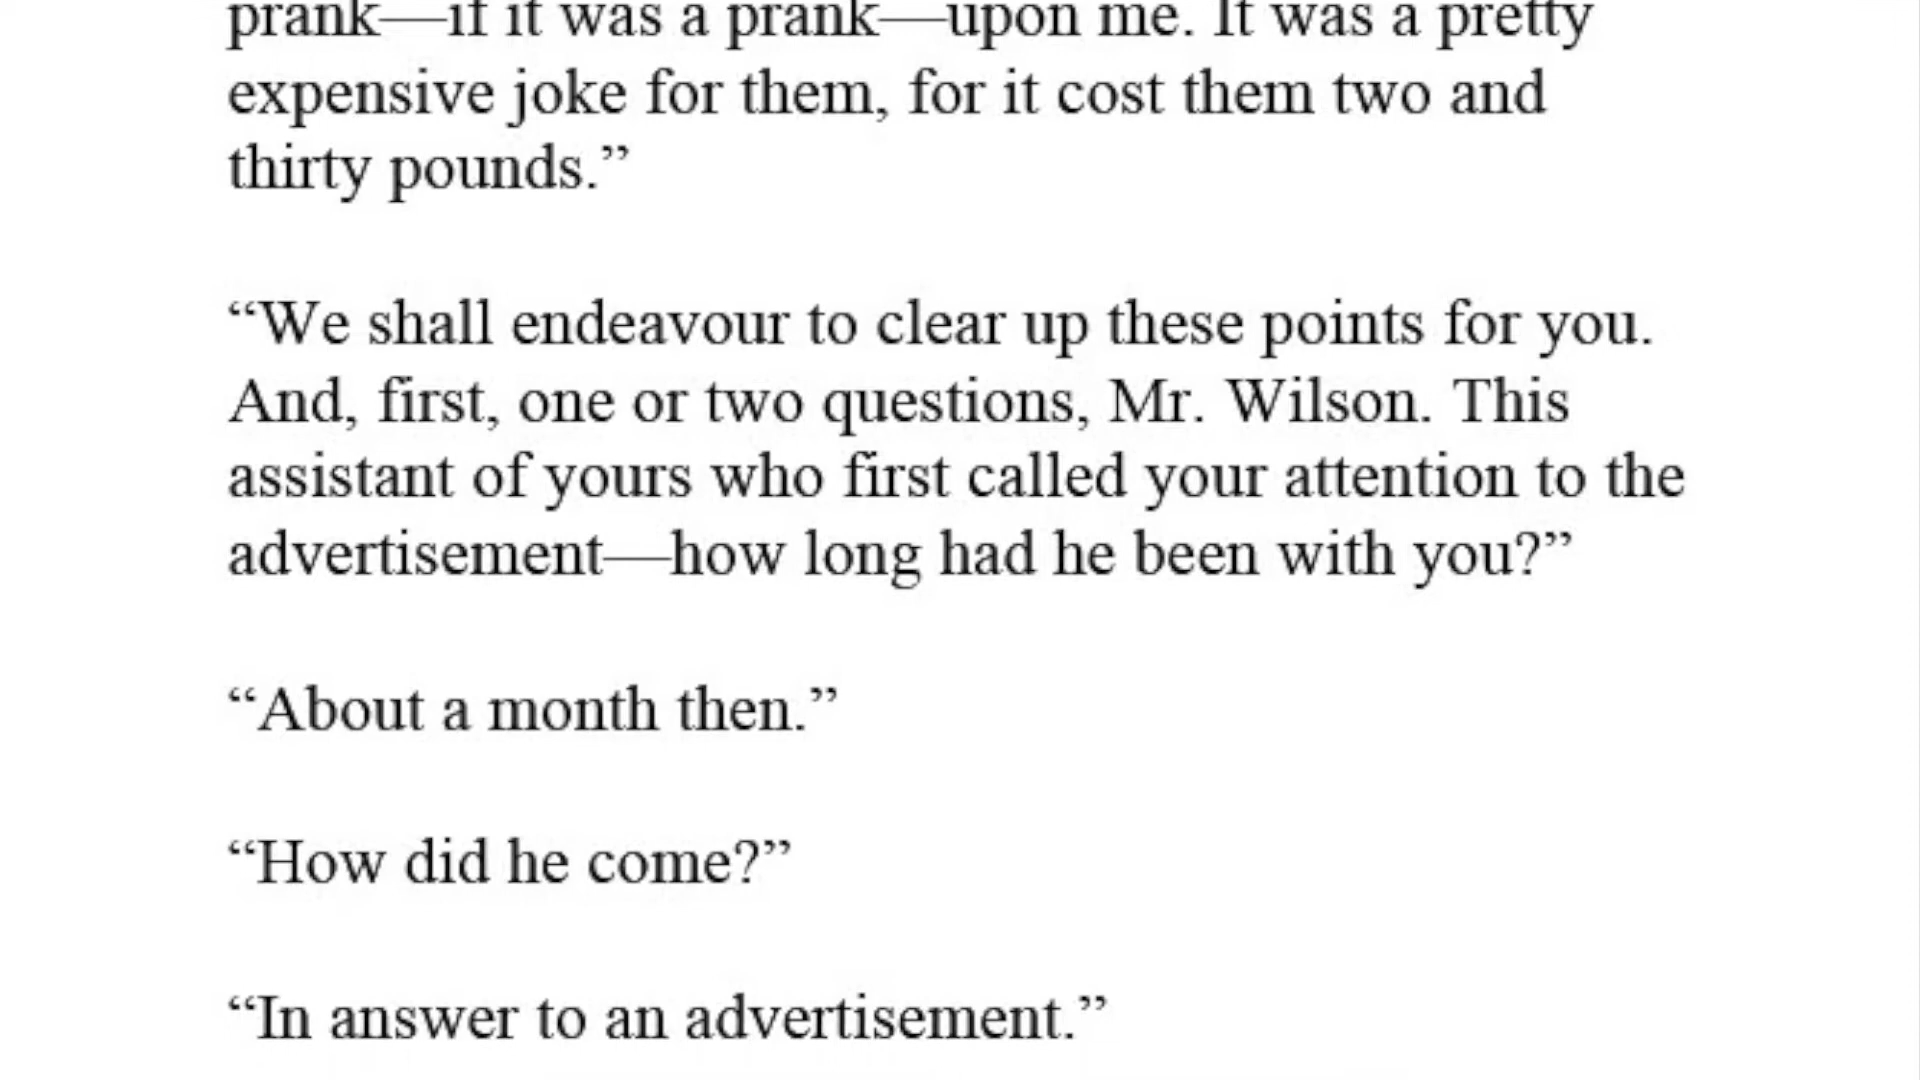 prank—if it was a prank—upon me. It was a pretty
expensive joke for them, for it cost them two and
thirty pounds.”
“We shall endeavour to clear up these points for you.
And, first, one or two questions, Mr. Wilson. This
assistant of yours who first called your attention to the
advertisement—how long had he been with you?”
“About a month then.”
“How did he come?”
“In answer to an advertisement.”